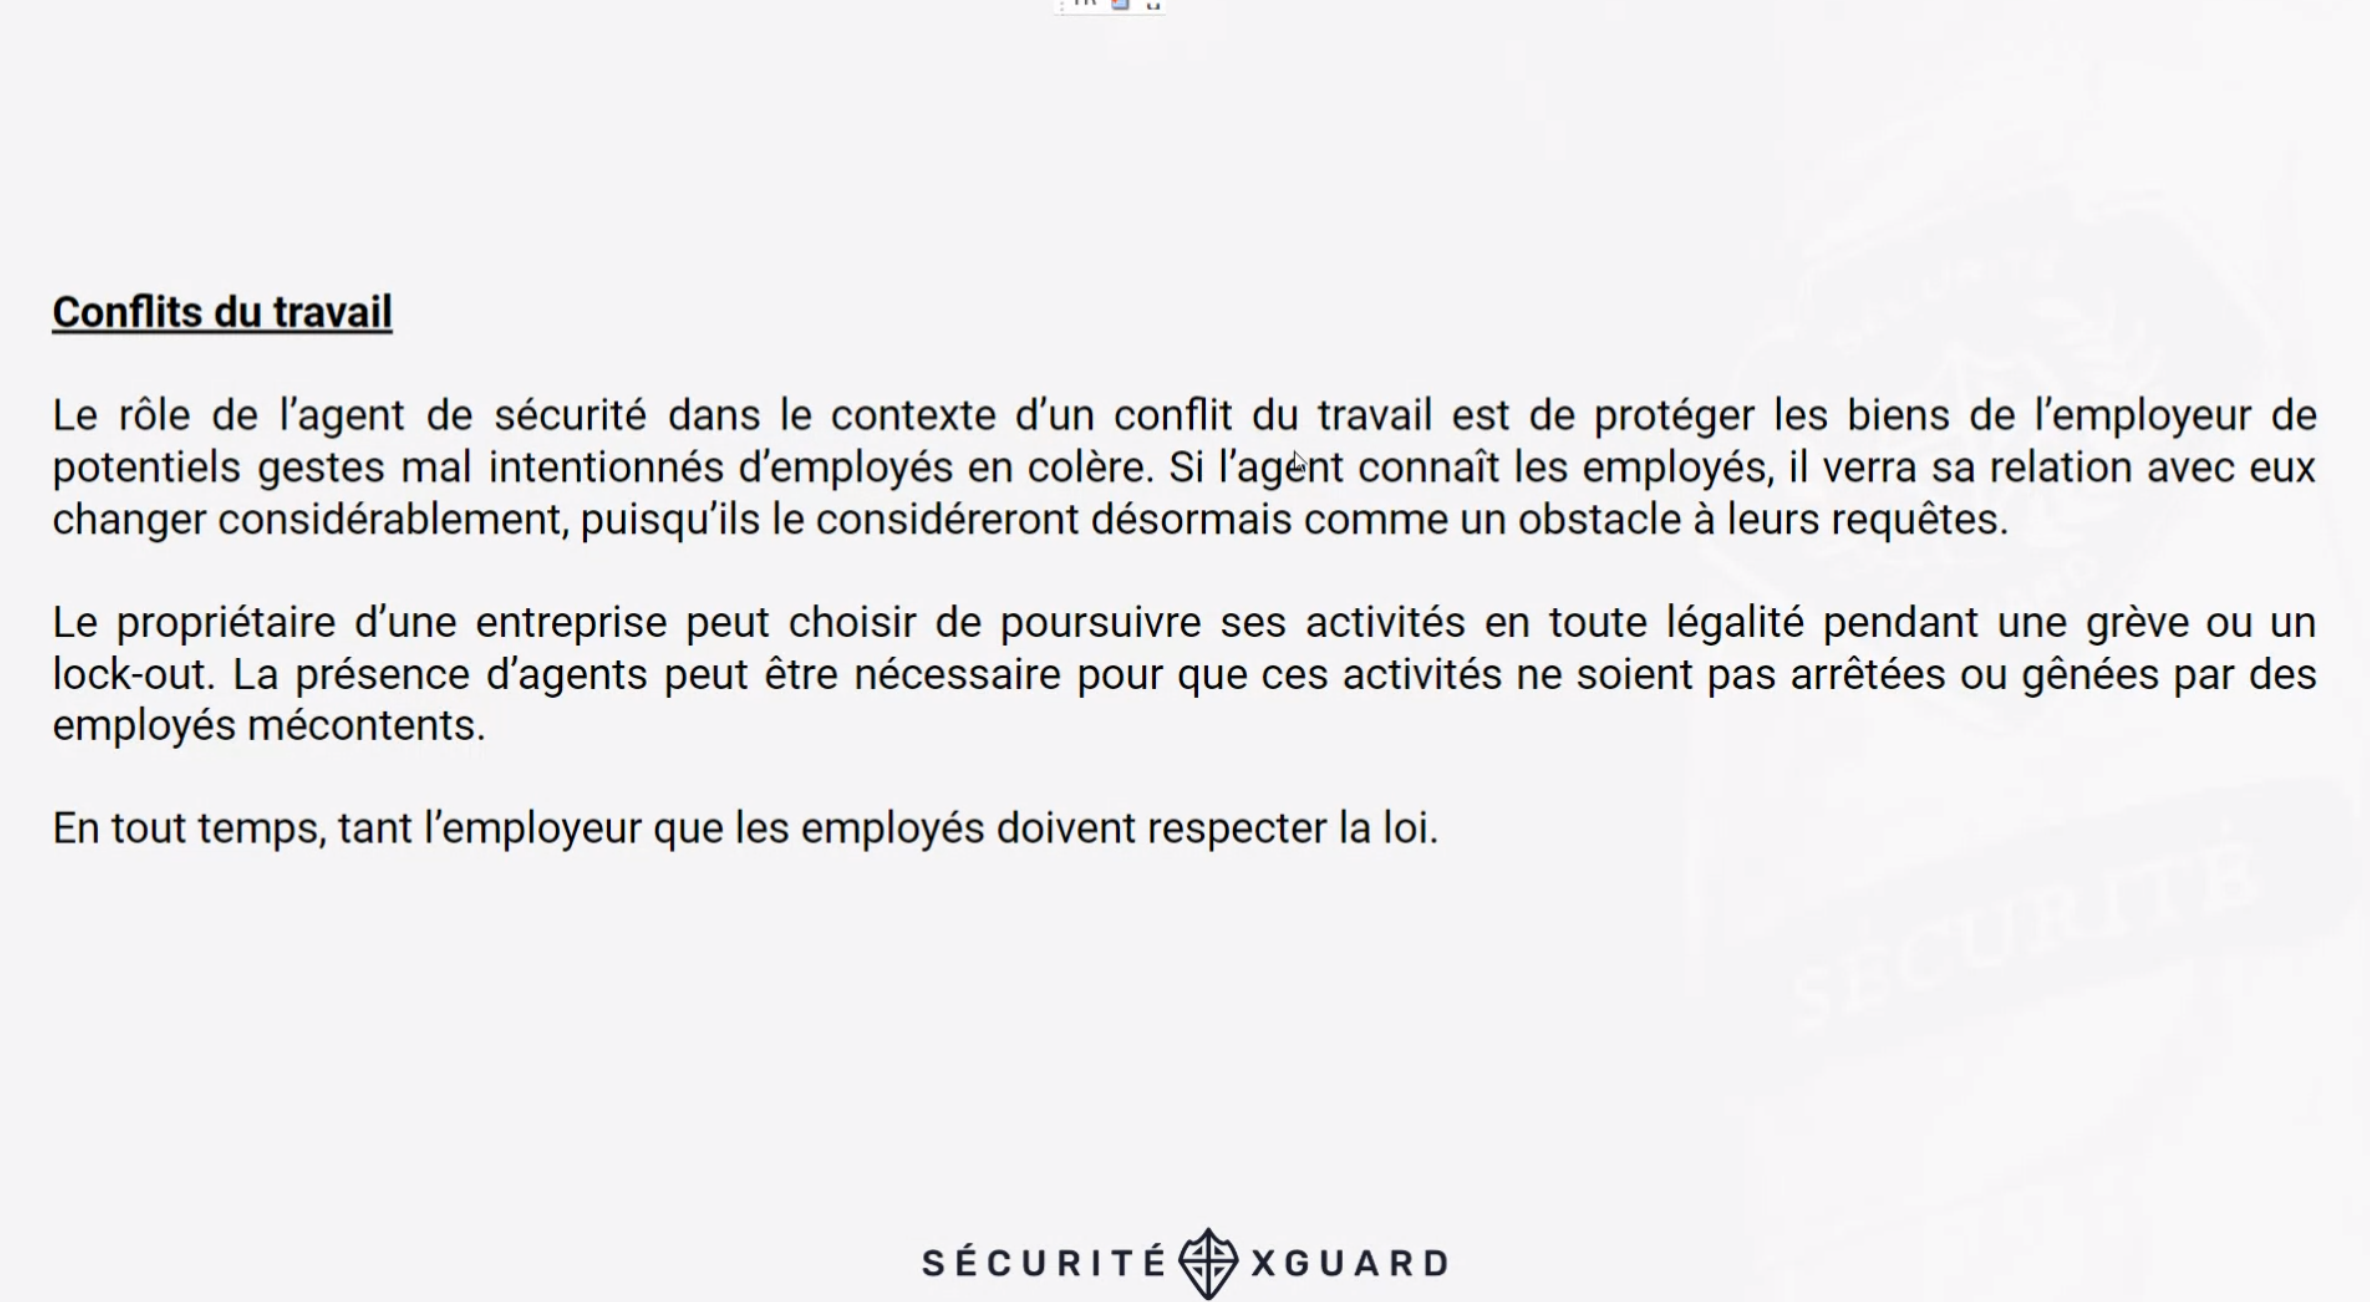 Conflits du travail
Le rôle de l’agent de sécurité dans le contexte d’un conflit du travail est de protéger les biens de l’employeur de
potentiels gestes mal intentionnés d’employés en colère. Si l’agent connaît les employés, il verra sa relation avec eux
changer considérablement, puisqu’ils le considéreront désormais comme un obstacle à leurs requêtes.
Le propriétaire d’une entreprise peut choisir de poursuivre ses activités en toute légalité pendant une grève ou un
lock-out. La présence d’agents peut être nécessaire pour que ces activités ne soient pas arrêtées ou gênées par des
employés mécontents.
En tout temps, tant l’employeur que les employés doivent respecter la loi.
SÉCURITÉ
SÉCURITÉ XGUARD